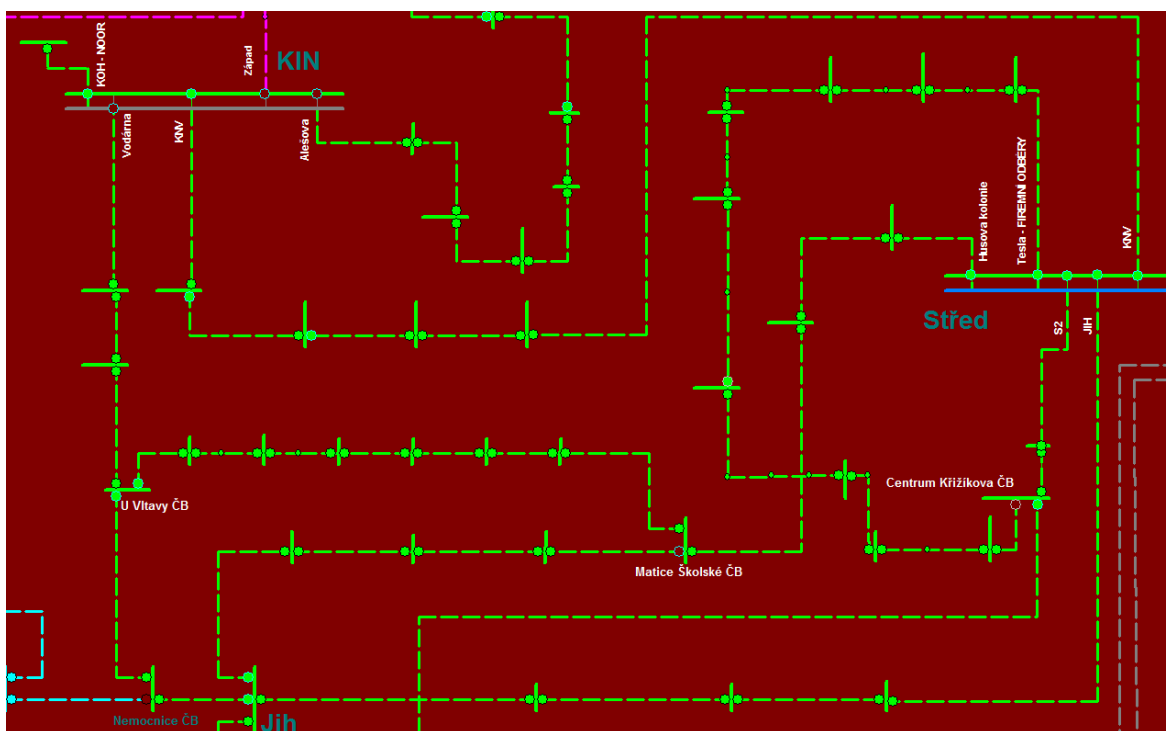 KOH - NOOR
Západ
KIN
Vodárna
KNV
Alešova
Husova kolonie
Tesla - FIREMNÍ ODBĚRY
KNV
Střed
S2
JIH
Centrum Křižíkova ČB
U Vltavy ČB
Matice Školské ČB
Nemocnice ČB
Jih